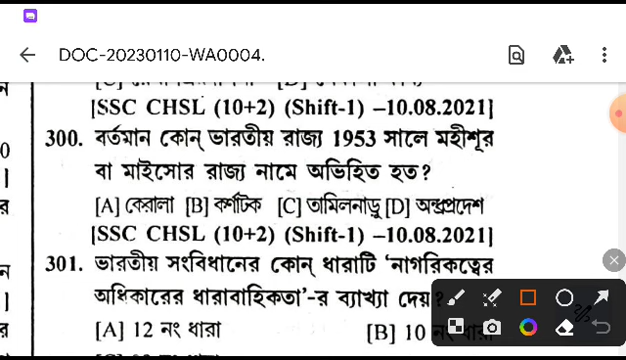 DOC-20230110-WA0004.
[SSC CHSL (10+2) (Shift-1) –10.08.2021]
300. বর্তমান কোন্ ভারতীয় রাজ্য 1953 সালে মহীশূর
বা মাইসোর রাজ্য নামে অভিহিত হত?
[A] কেরালা [B] কর্ণাটক [C] তামিলনাড়ু [D] অন্ধ্রপ্রদেশ
[SSC CHSL (10+2) (Shift-1) –10.08.2021]
301. ভারতীয় সংবিধানের কোন্ ধারাটি ‘নাগরিকত্বের
অধিকারের ধারাবাহিকতা’-র ব্যাখ্যা দেয়?
[A] 12 নং ধারা [B] 10 নং ধারা